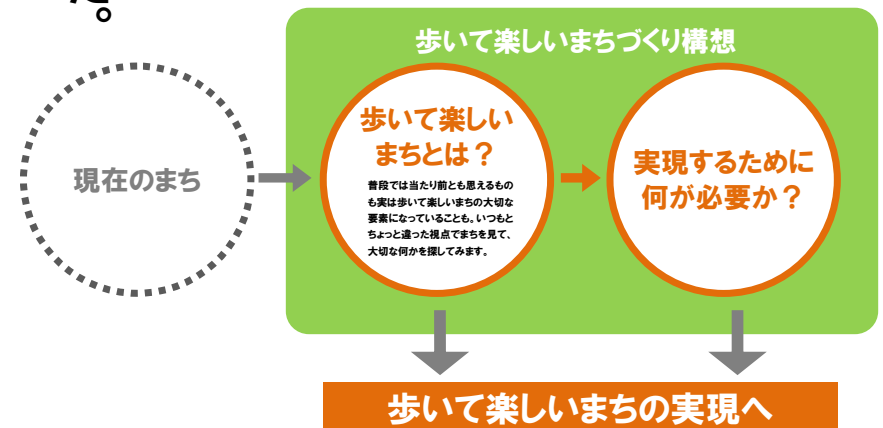 た。
歩いて楽しいまちづくり構想
現在のまち
歩いて楽しい
まちとは？
普段では当たり前とも思えるもの
も実は歩いて楽しいまちの大切な
要素になっていることも。いつもと
ちょっと違った視点でまちを見て、
大切な何かを探してみます。
実現するために
何が必要か？
歩いて楽しいまちの実現へ